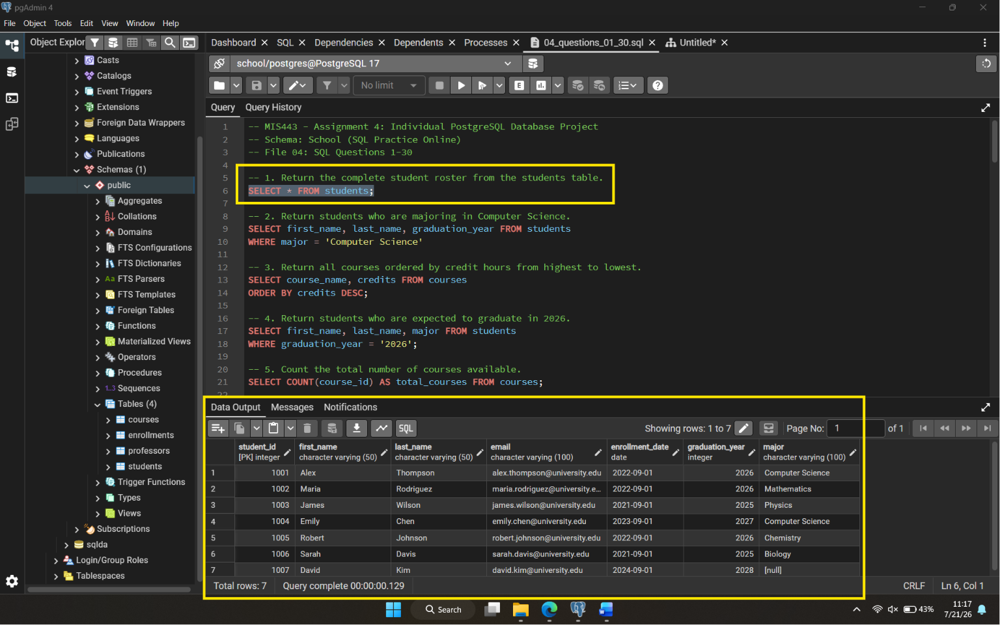 pgAdmin 4
File Object Tools Edit View Window Help
Object Explor
Dashboard SQL Dependencies Dependents Processes 04_questions_01_30.sql Untitled*
Casts
Catalogs
Event Triggers
Extensions
Foreign Data Wrappers
Languages
Publications
Schemas (1)
public
Aggregates
Collations
Domains
FTS Configurations
FTS Dictionaries
FTS Parsers
FTS Templates
Foreign Tables
Functions
Materialized Views
Operators
Procedures
Sequences
Tables (4)
courses
enrollments
professors
students
Trigger Functions
Types
Views
Subscriptions
sqlda
Login/Group Roles
Tablespaces
school/postgres@PostgreSQL 17
No limit
Query Query History
1 -- MIS443 - Assignment 4: Individual PostgreSQL Database Project
2 -- Schema: School (SQL Practice Online)
3 -- File 04: SQL Questions 1-30
4
5 -- 1. Return the complete student roster from the students table.
6 SELECT * FROM students;
7
8 -- 2. Return students who are majoring in Computer Science.
9 SELECT first_name, last_name, graduation_year FROM students
10 WHERE major = 'Computer Science'
11
12 -- 3. Return all courses ordered by credit hours from highest to lowest.
13 SELECT course_name, credits FROM courses
14 ORDER BY credits DESC;
15
16 -- 4. Return students who are expected to graduate in 2026.
17 SELECT first_name, last_name, major FROM students
18 WHERE graduation_year = '2026';
19
20 -- 5. Count the total number of courses available.
21 SELECT COUNT(course_id) AS total_courses FROM courses;
22
Data Output Messages Notifications
SQL Showing rows: 1 to 7 Page No: 1 of 1
student_id first_name last_name email enrollment_date graduation_year major
[PK] integer character varying (50) character varying (50) character varying (100) date integer character varying (100)
1 1001 Alex Thompson alex.thompson@university.edu 2022-09-01 2026 Computer Science
2 1002 Maria Rodriguez maria.rodriguez@university.e... 2022-09-01 2026 Mathematics
3 1003 James Wilson james.wilson@university.edu 2021-09-01 2025 Physics
4 1004 Emily Chen emily.chen@university.edu 2023-09-01 2027 Computer Science
5 1005 Robert Johnson robert.johnson@university.edu 2022-09-01 2026 Chemistry
6 1006 Sarah Davis sarah.davis@university.edu 2021-09-01 2025 Biology
7 1007 David Kim david.kim@university.edu 2024-09-01 2028 [null]
Total rows: 7 Query complete 00:00:00.129 CRLF Ln 6, Col 1
Search
43%
11:17
7/21/26